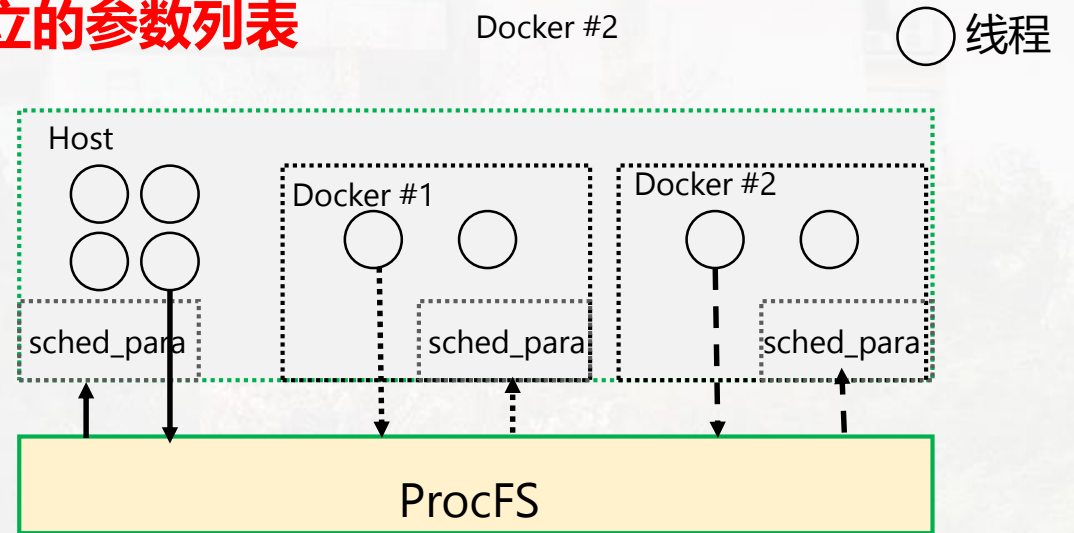 立的参数列表
Docker #2
线程
Host
Docker #1
Docker #2
sched_para
sched_para
sched_para
ProcFS